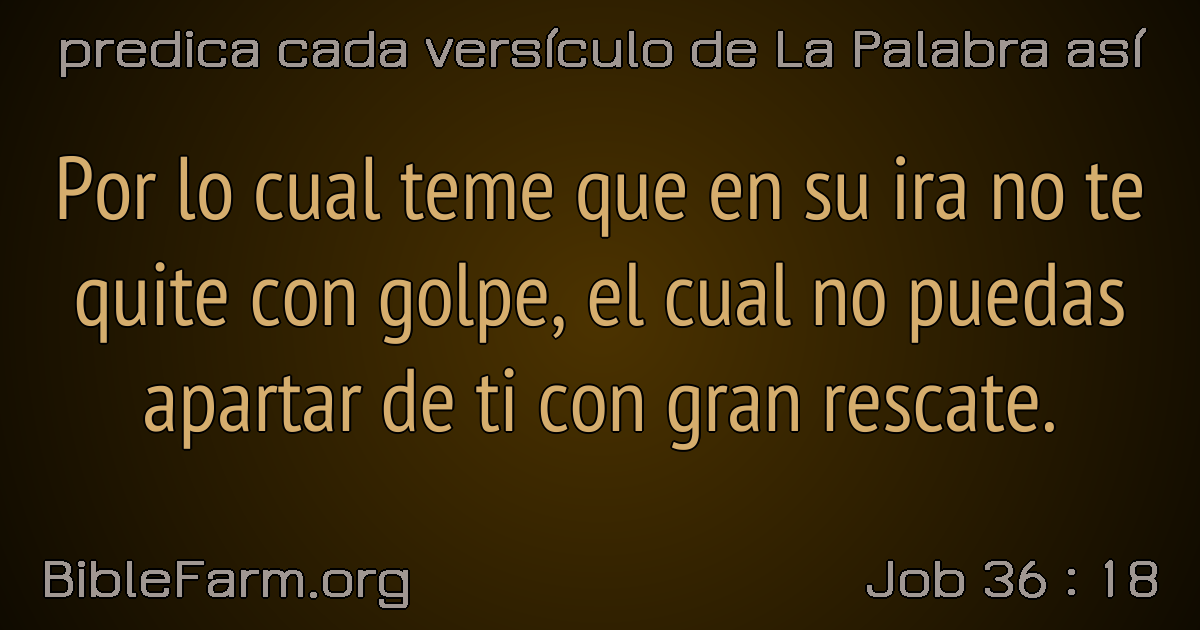 predica cada versículo de La Palabra así
Por lo cual teme que en su ira no te
quite con golpe, el cual no puedas
apartar de ti con gran rescate.
BibleFarm.org
Job 36 : 18